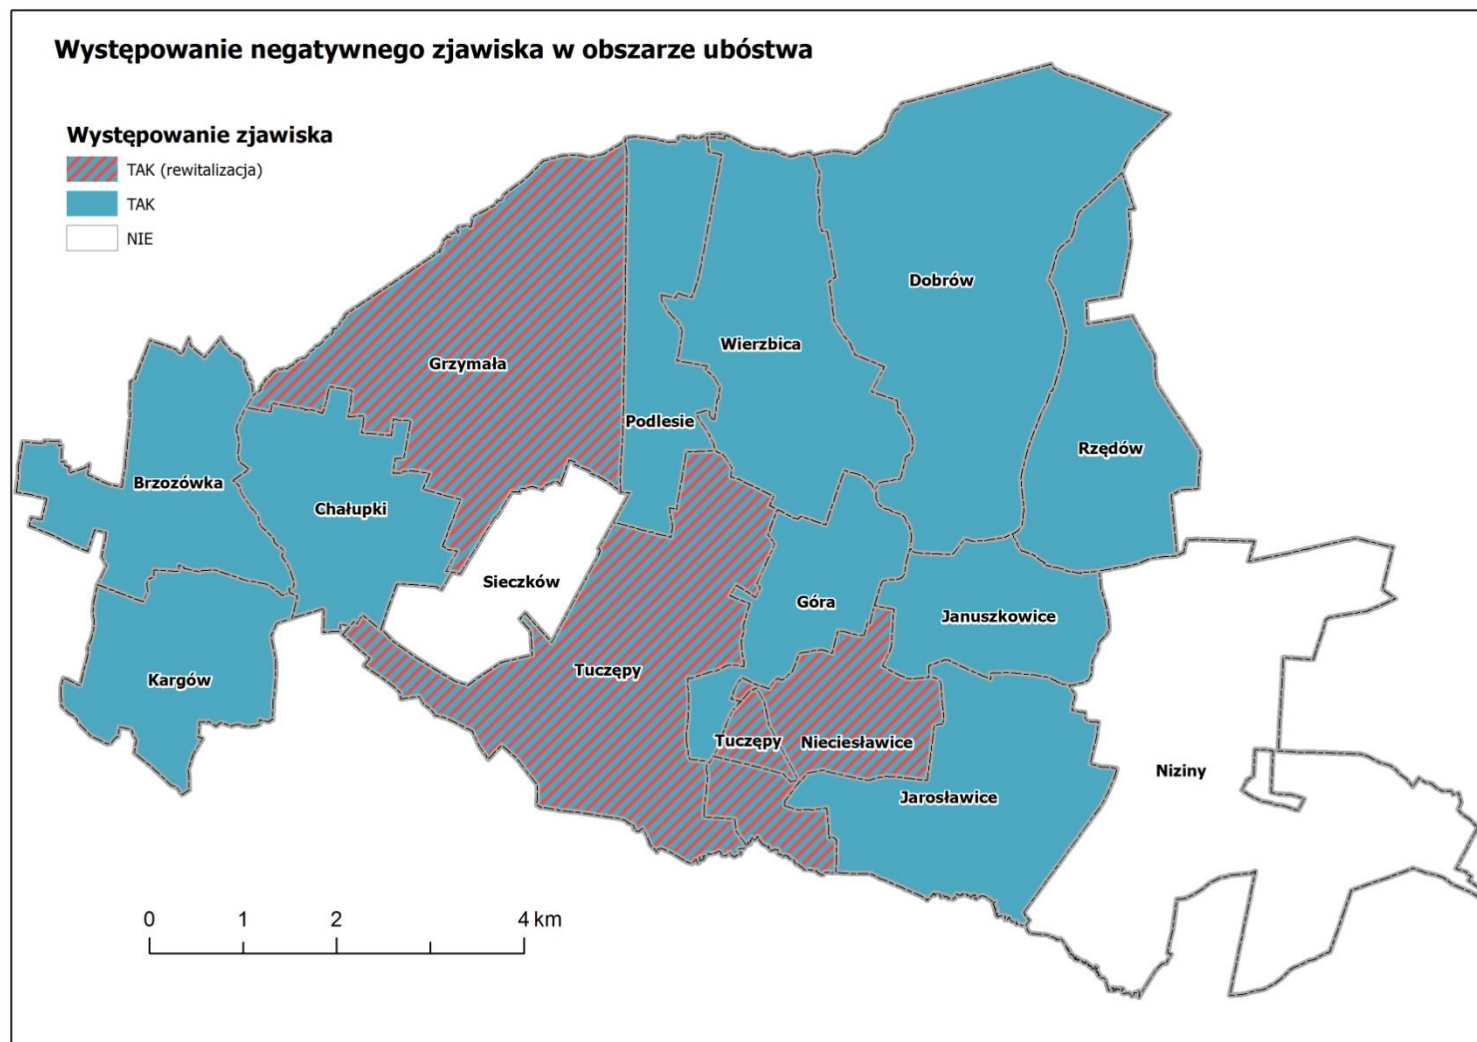 Występowanie negatywnego zjawiska w obszarze ubóstwa
Występowanie zjawiska
TAK (rewitalizacja)
TAK
NIE
Dobrów
Wierzbica
Grzymała
Podlesie
Rzędów
Brzozówka
Chałupki
Sieczków
Góra
Januszkowice
Tuczępy
Kargów
Tuczępy
Nieciesławice
Niziny
Jarosławice
0 1 2 4 km